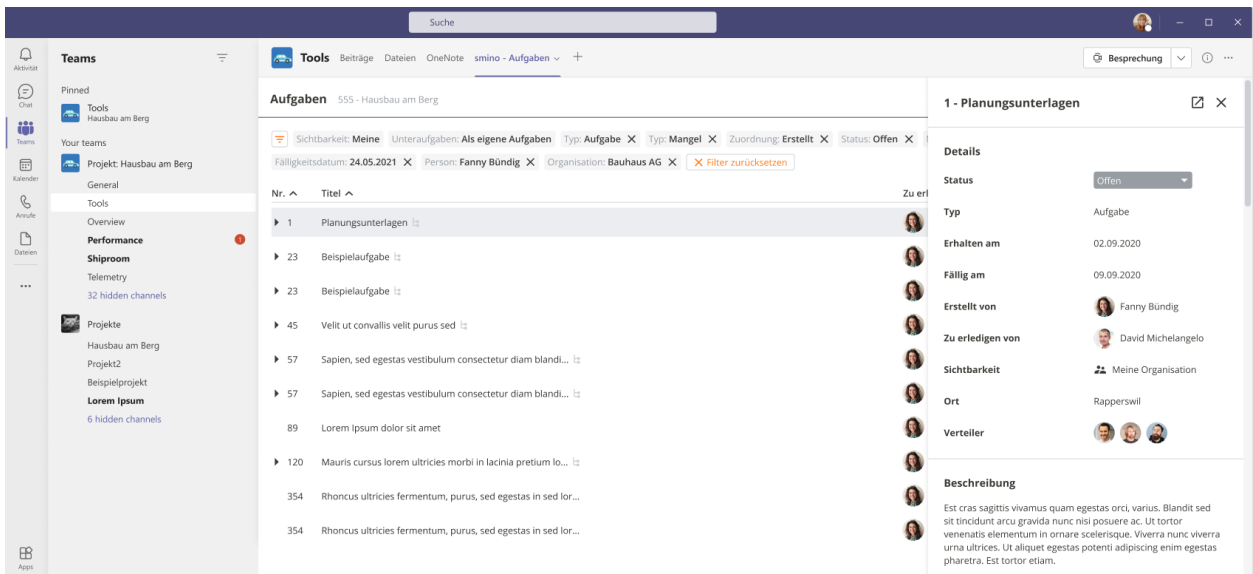 Suche
Aktivität
Chat
Teams
Kalender
Anrufe
Dateien
Apps
Teams
Pinned
Tools
Hausbau am Berg
Your teams
Projekt: Hausbau am Berg
General
Tools
Overview
Performance 1
Shiproom
Telemetry
32 hidden channels
Projekte
Hausbau am Berg
Projekt2
Beispielprojekt
Lorem Ipsum
6 hidden channels
Tools Beiträge Dateien OneNote smino - Aufgaben
Besprechung
Aufgaben 555 - Hausbau am Berg
Sichtbarkeit: Meine Unteraufgaben: Als eigene Aufgaben Typ: Aufgabe Typ: Mangel Zuordnung: Erstellt Status: Offen
Fälligkeitsdatum: 24.05.2021 Person: Fanny Bündig Organisation: Bauhaus AG Filter zurücksetzen
Nr. Titel Zu erl
1 Planungsunterlagen
23 Beispielaufgabe
23 Beispielaufgabe
45 Velit ut convallis velit purus sed
57 Sapien, sed egestas vestibulum consectetur diam blandi...
57 Sapien, sed egestas vestibulum consectetur diam blandi...
89 Lorem Ipsum dolor sit amet
120 Mauris cursus lorem ultricies morbi in lacinia pretium lo...
354 Rhoncus ultricies fermentum, purus, sed egestas in sed lor...
354 Rhoncus ultricies fermentum, purus, sed egestas in sed lor...
1 - Planungsunterlagen
Details
Status Offen
Typ Aufgabe
Erhalten am 02.09.2020
Fällig am 09.09.2020
Erstellt von Fanny Bündig
Zu erledigen von David Michelangelo
Sichtbarkeit Meine Organisation
Ort Rapperswil
Verteiler
Beschreibung
Est cras sagittis vivamus quam egestas orci, varius. Blandit sed
sit tincidunt arcu gravida nunc nisi posuere ac. Ut tortor
venenatis elementum in ornare scelerisque. Viverra nunc viverra
urna ultrices. Ut aliquet egestas potenti adipiscing enim egestas
pharetra. Est tortor etiam.